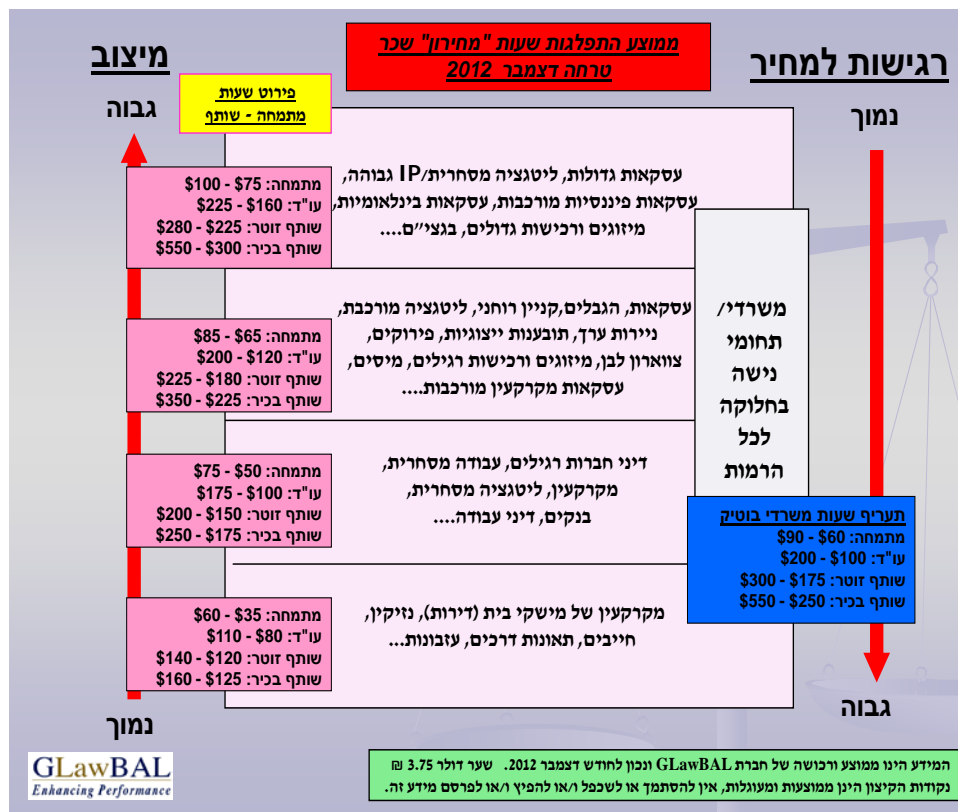 ממוצע התפלגות שעות "מחירון" שכר
טרחה דצמבר 2012
רגישות למחיר
נמוך
גבוה
מיצוב
גבוה
נמוך
פירוט שעות
מתמחה - שותף
עסקאות גדולות, ליטגציה מסחרית/IP גבוהה,
עסקאות פיננסיות מורכבות, עסקאות בינלאומיות,
מיזוגים ורכישות גדולים, בגצי״ם....
מתמחה: $75 - $100
עו"ד: $160 - $225
שותף זוטר: $225 - $280
שותף בכיר: $300 - $550
עסקאות, הגבלים,קניין רוחני, ליטגציה מורכבת,
ניירות ערך, תובענות ייצוגיות, פירוקים,
צווארון לבן, מיזוגים ורכישות רגילים, מיסים,
עסקאות מקרקעין מורכבות....
מתמחה: $65 - $85
עו"ד: $120 - $200
שותף זוטר: $180 - $225
שותף בכיר: $225 - $350
דיני חברות רגילים, עבודה מסחרית,
מקרקעין, ליטגציה מסחרית,
בנקים, דיני עבודה....
מתמחה: $50 - $75
עו"ד: $100 - $175
שותף זוטר: $150 - $200
שותף בכיר: $175 - $250
מקרקעין של מישקי בית (דירות), נזיקין,
חייבים, תאונות דרכים, עזבונות...
מתמחה: $35 - $60
עו"ד: $80 - $110
שותף זוטר: $120 - $140
שותף בכיר: $125 - $160
משרדי/
תחומי
נישה
בחלוקה
לכל
הרמות
תעריף שעות משרדי בוטיק
מתמחה: $60 - $90
עו"ד: $100 - $200
שותף זוטר: $175 - $300
שותף בכיר: $250 - $550
המידע הינו ממוצע ורכושה של חברת GLawBAL ונכון לחודש דצמבר 2012. שער דולר 3.75 ₪
נקודות הקיצון הינן ממוצעות ומעוגלות, אין להסתמך או לשכפל ו/או להפיץ ו/או לפרסם מידע זה.
GLawBAL
Enhancing Performance